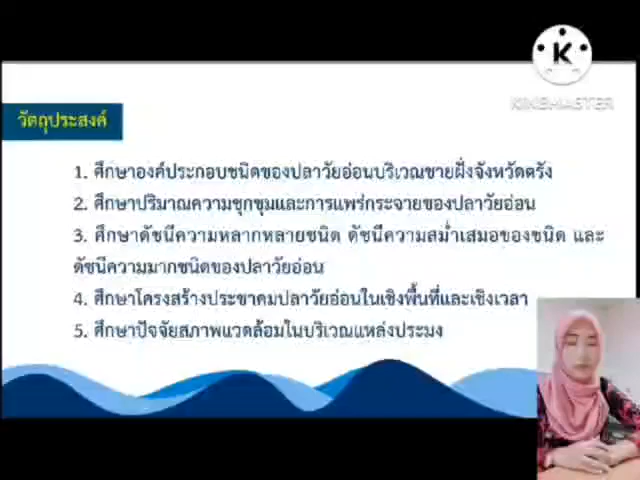 K
KINEMASTER
วัตถุประสงค์
1. ศึกษาองค์ประกอบชนิดของปลาวัยอ่อนบริเวณชายฝั่งจังหวัดตรัง
2. ศึกษาปริมาณความชุกชุมและการแพร่กระจายของปลาวัยอ่อน
3. ศึกษาดัชนีความหลากหลายชนิด ดัชนีความสม่ำเสมอของชนิด และ
ดัชนีความมากชนิดของปลาวัยอ่อน
4. ศึกษาโครงสร้างประชาคมปลาวัยอ่อนในเชิงพื้นที่และเชิงเวลา
5. ศึกษาปัจจัยสภาพแวดล้อมในบริเวณแหล่งประมง